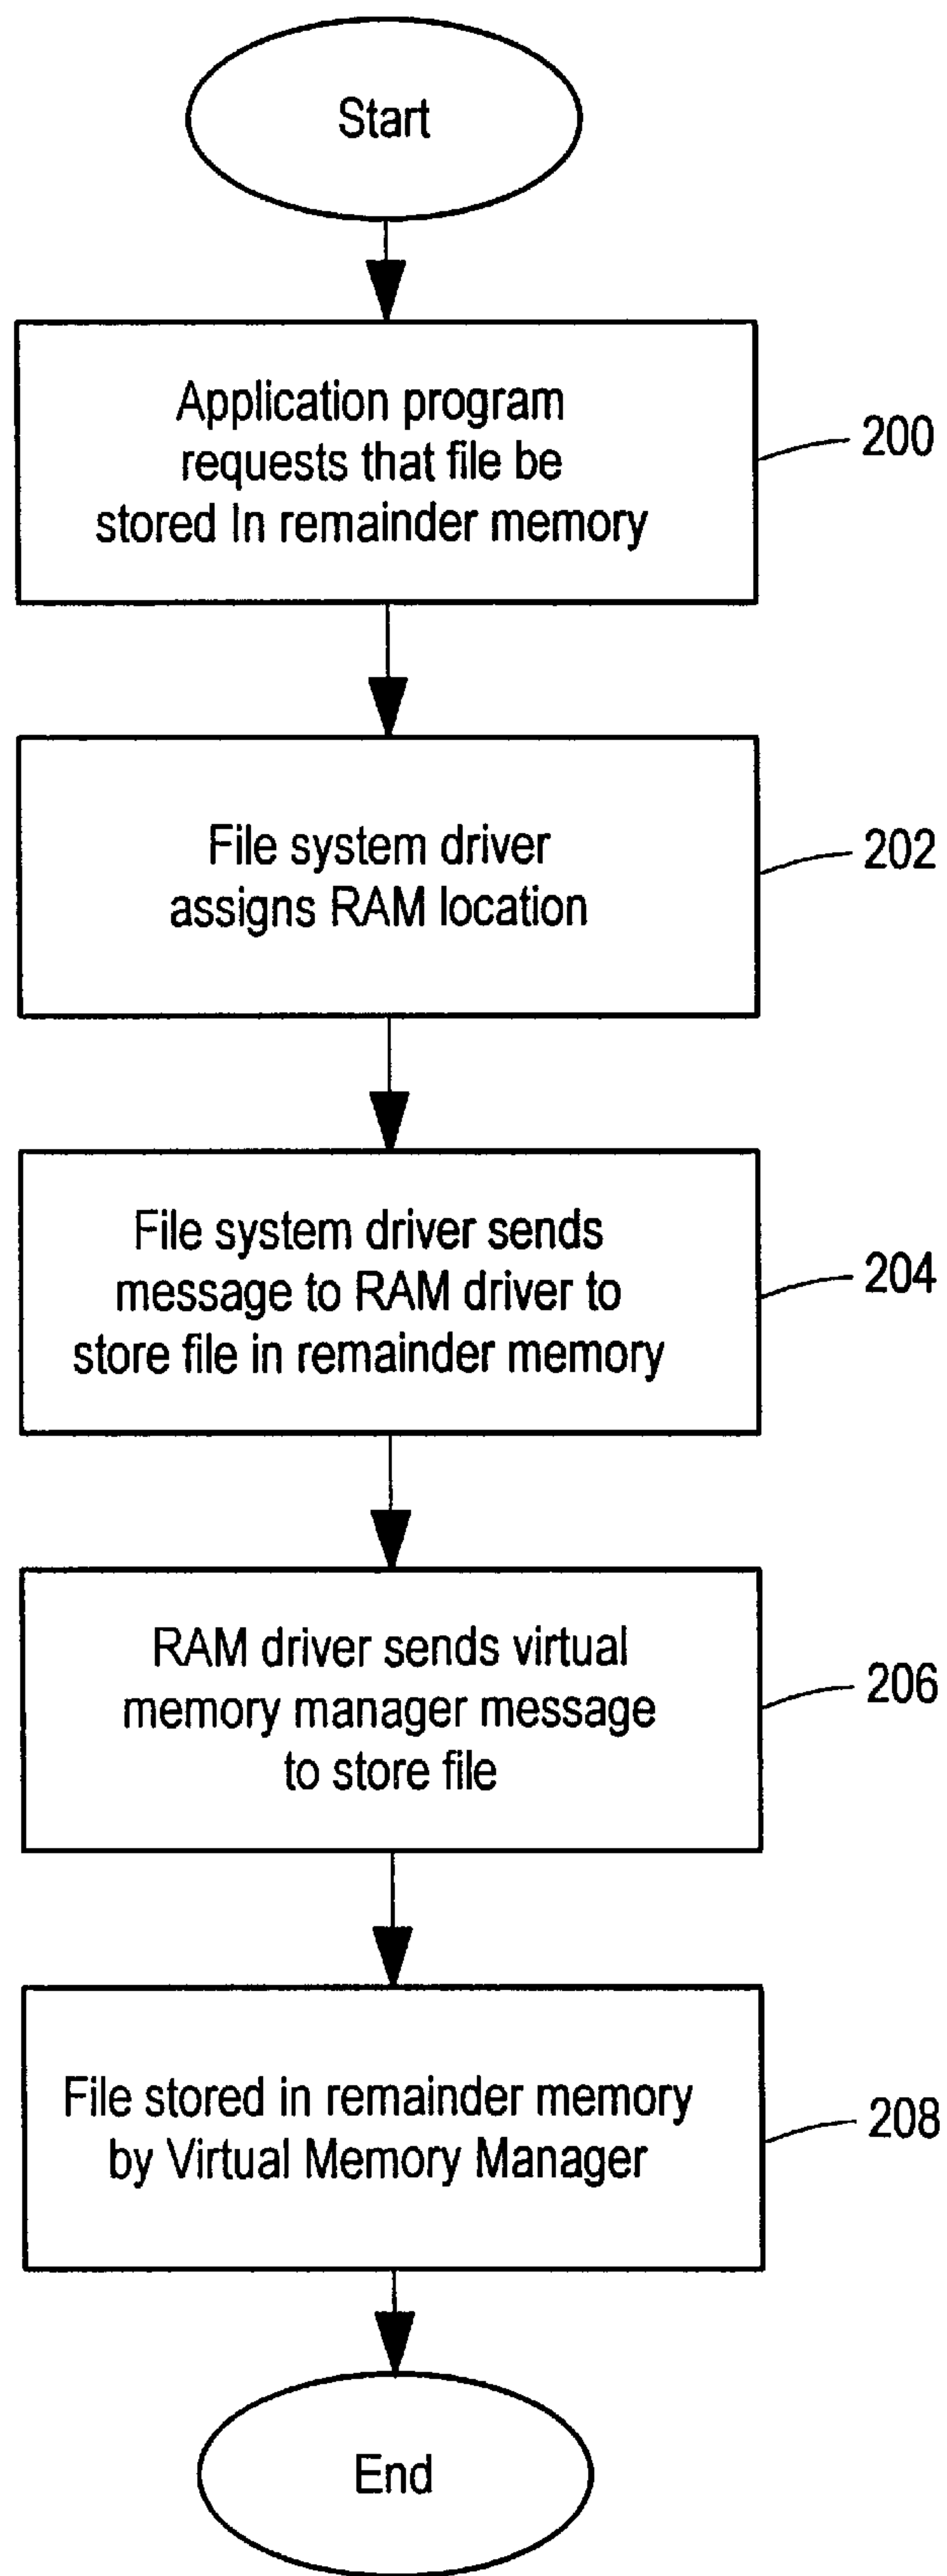 Start
Application program
requests that file be
stored In remainder memory
200
File system driver
assigns RAM location
202
File system driver sends
message to RAM driver to
store file in remainder memory
204
RAM driver sends virtual
memory manager message
to store file
206
File stored in remainder memory
by Virtual Memory Manager
208
End